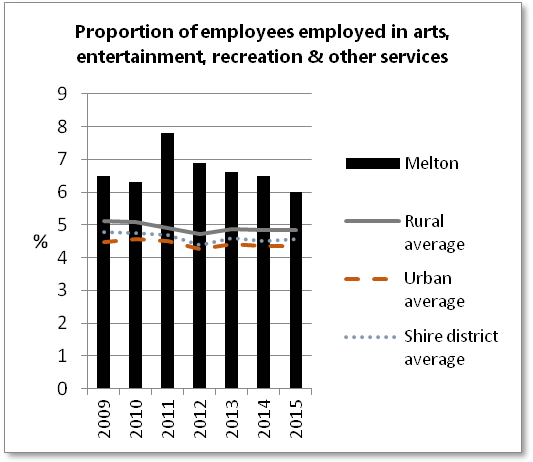 Proportion of employees employed in arts,
entertainment, recreation & other services
9
8
7
6
5
4
3
2
1
0
%
2009
2010
2011
2012
2013
2014
2015
Melton
Rural
average
Urban
average
Shire district
average